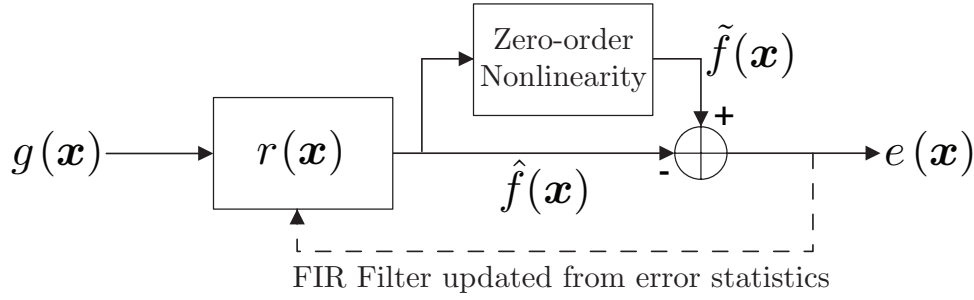 Zero-order
Nonlinearity
f̃(x)
+
g(x)
r(x)
-
e(x)
f̂(x)
FIR Filter updated from error statistics